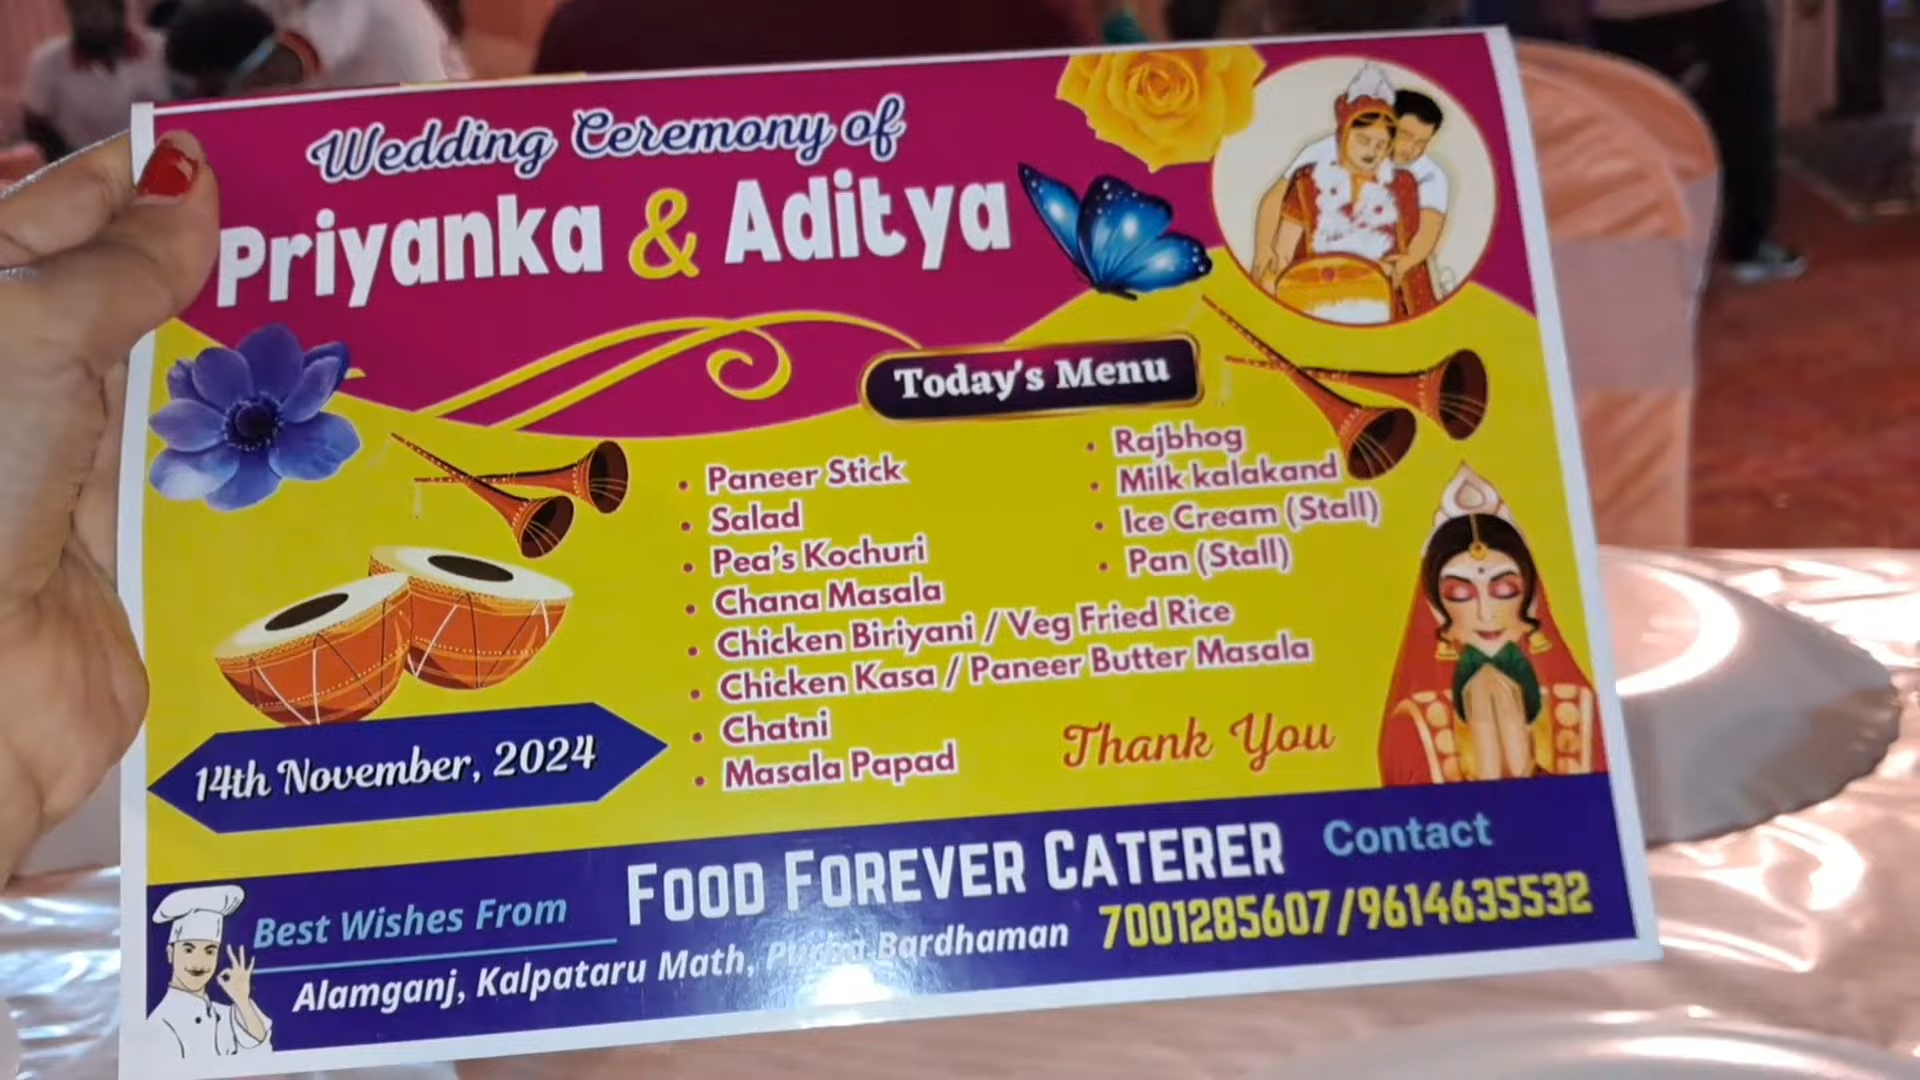 Wedding Ceremony of
Priyanka & Aditya
Today's Menu
• Paneer Stick
• Salad
• Pea's Kochuri
• Chana Masala
• Chicken Biriyani / Veg Fried Rice
• Chicken Kasa / Paneer Butter Masala
• Chatni
• Masala Papad
• Rajbhog
• Milk kalakand
• Ice Cream (Stall)
• Pan (Stall)
Thank You
14th November, 2024
Best Wishes From
FOOD FOREVER CATERER
Contact
Alamganj, Kalpataru Math, Purba Bardhaman
7001285607/9614635532